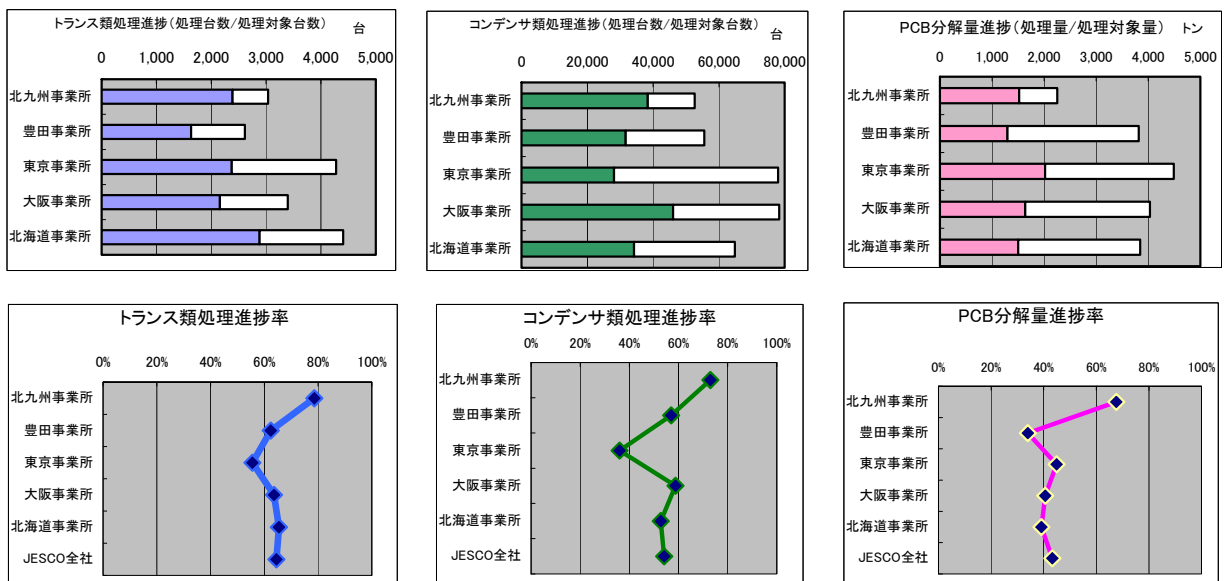 トランス類処理進捗(処理台数/処理対象台数)
台
0 1,000 2,000 3,000 4,000 5,000
北九州事業所
豊田事業所
東京事業所
大阪事業所
北海道事業所
コンデンサ類処理進捗(処理台数/処理対象台数)
台
0 20,000 40,000 60,000 80,000
北九州事業所
豊田事業所
東京事業所
大阪事業所
北海道事業所
PCB分解量進捗(処理量/処理対象量)
トン
0 1,000 2,000 3,000 4,000 5,000
北九州事業所
豊田事業所
東京事業所
大阪事業所
北海道事業所
トランス類処理進捗率
0% 20% 40% 60% 80% 100%
北九州事業所
豊田事業所
東京事業所
大阪事業所
北海道事業所
JESCO全社
コンデンサ類処理進捗率
0% 20% 40% 60% 80% 100%
北九州事業所
豊田事業所
東京事業所
大阪事業所
北海道事業所
JESCO全社
PCB分解量進捗率
0% 20% 40% 60% 80% 100%
北九州事業所
豊田事業所
東京事業所
大阪事業所
北海道事業所
JESCO全社